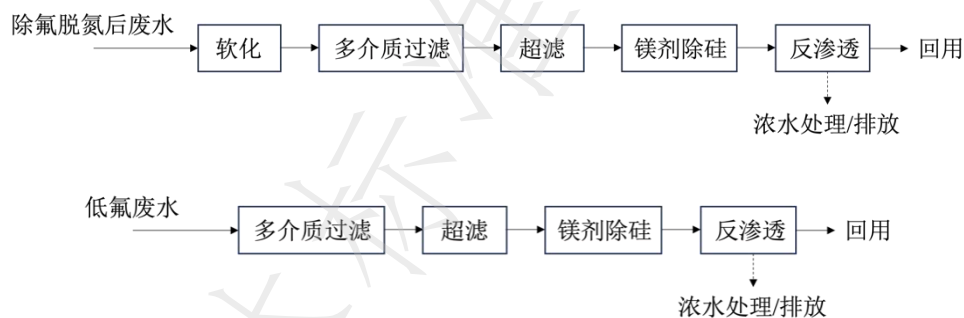 除氟脱氮后废水
软化 多介质过滤 超滤 镁剂除硅 反渗透 回用
浓水处理/排放
低氟废水
多介质过滤 超滤 镁剂除硅 反渗透 回用
浓水处理/排放